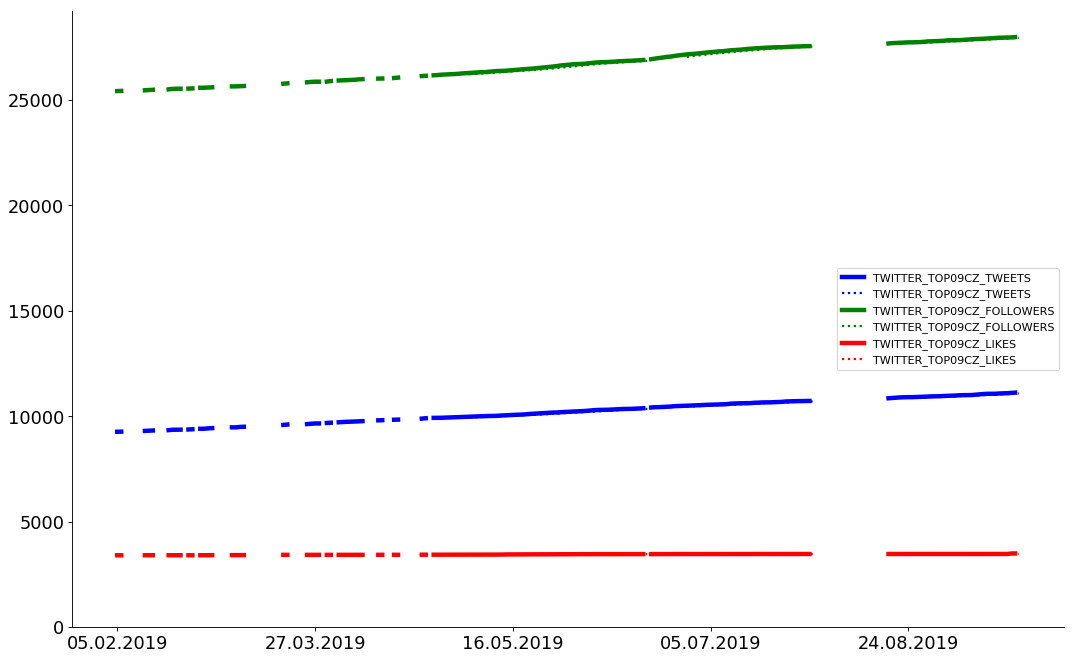 25000
20000
15000
10000
5000
0
TWITTER_TOP09CZ_TWEETS
TWITTER_TOP09CZ_TWEETS
TWITTER_TOP09CZ_FOLLOWERS
TWITTER_TOP09CZ_FOLLOWERS
TWITTER_TOP09CZ_LIKES
TWITTER_TOP09CZ_LIKES
05.02.2019 27.03.2019 16.05.2019 05.07.2019 24.08.2019